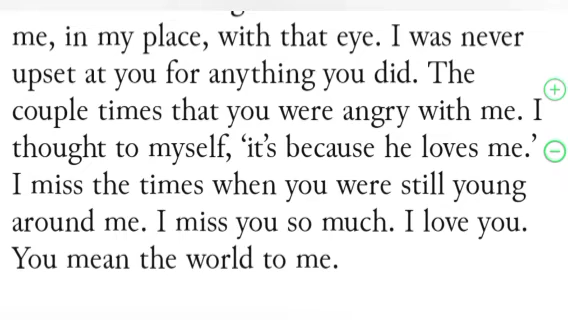 me, in my place, with that eye. I was never
upset at you for anything you did. The
couple times that you were angry with me. I
thought to myself, ‘it’s because he loves me.’
I miss the times when you were still young
around me. I miss you so much. I love you.
You mean the world to me.